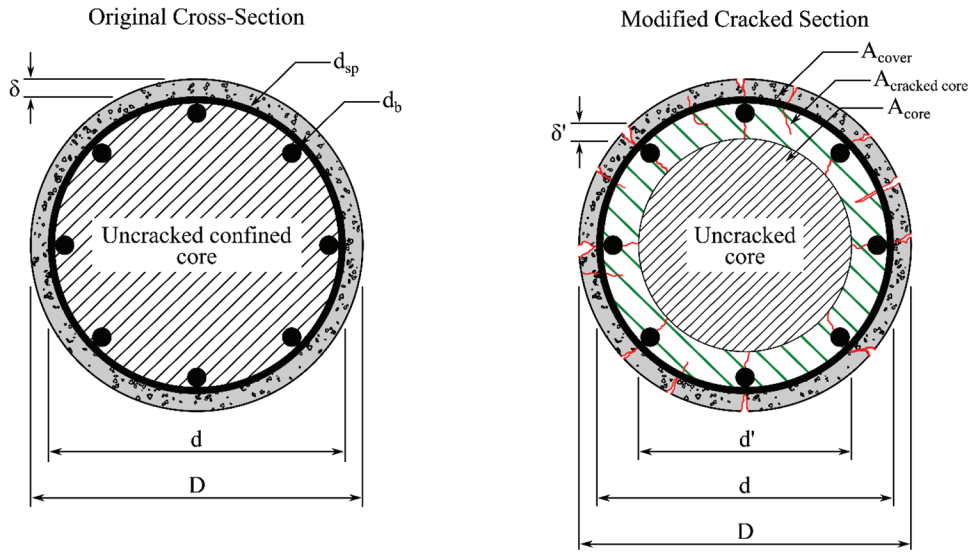 Original Cross-Section
δ
d_sp
d_b
Uncracked confined
core
d
D
Modified Cracked Section
A_cover
A_cracked core
A_core
δ'
Uncracked
core
d'
d
D